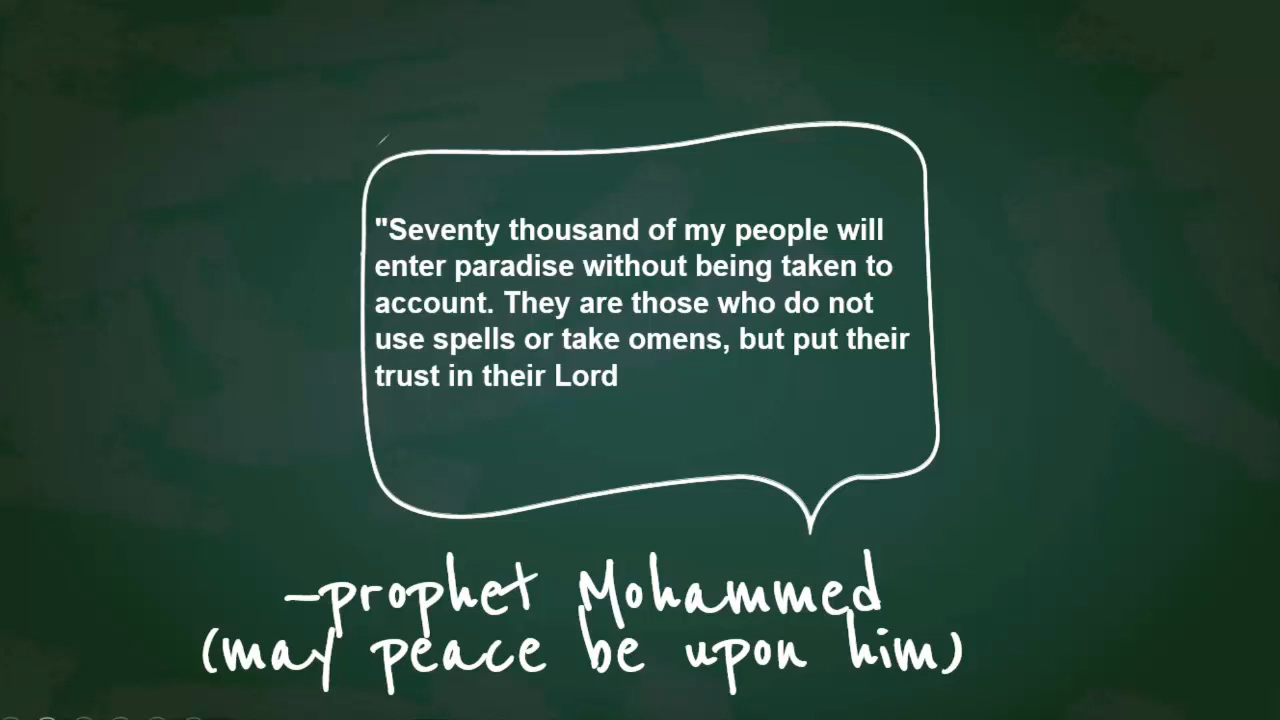 "Seventy thousand of my people will
enter paradise without being taken to
account. They are those who do not
use spells or take omens, but put their
trust in their Lord
–prophet Mohammed
(may peace be upon him)